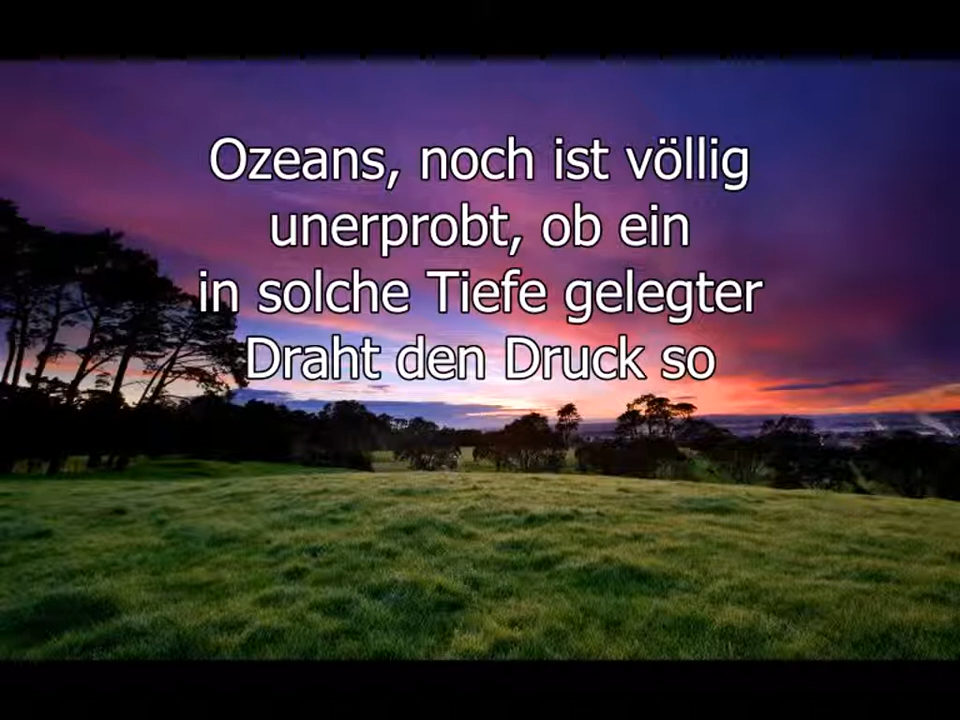 Ozeans, noch ist völlig
unerprobt, ob ein
in solche Tiefe gelegter
Draht den Druck so